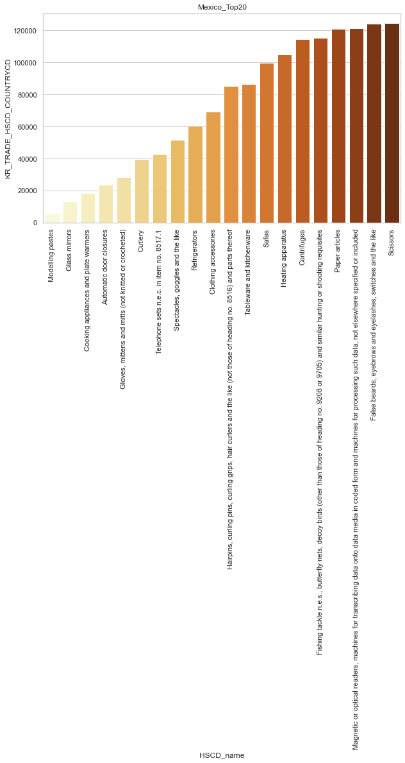 Mexico_Top20
KR_TRADE_HSCD_COUNTRYCD
120000
100000
80000
60000
40000
20000
0
Modelling pastes
Glass mirrors
Cooking appliances and plate warmers
Automatic door closures
Gloves, mittens and mitts (not knitted or crocheted)
Cutlery
Telephone sets n.e.c. in item no. 8517.1
Spectacles, goggles and the like
Refrigerators
Clothing accessories
Hairpins, curling pins, curling grips, hair curlers and the like (not those of heading no. 8516) and parts thereof
Tableware and kitchenware
Safes
Heating apparatus
Centrifuges
Fishing tackle n.e.s., butterfly nets, decoy birds (other than those of heading no. 9208 or 9705) and similar hunting or shooting requisites
Paper articles
Magnetic or optical readers, machines for transcribing data onto data media in coded form and machines for processing such data, not elsewhere specified or included
False beards, eyebrows and eyelashes, switches and the like
Scissors
HSCD_name